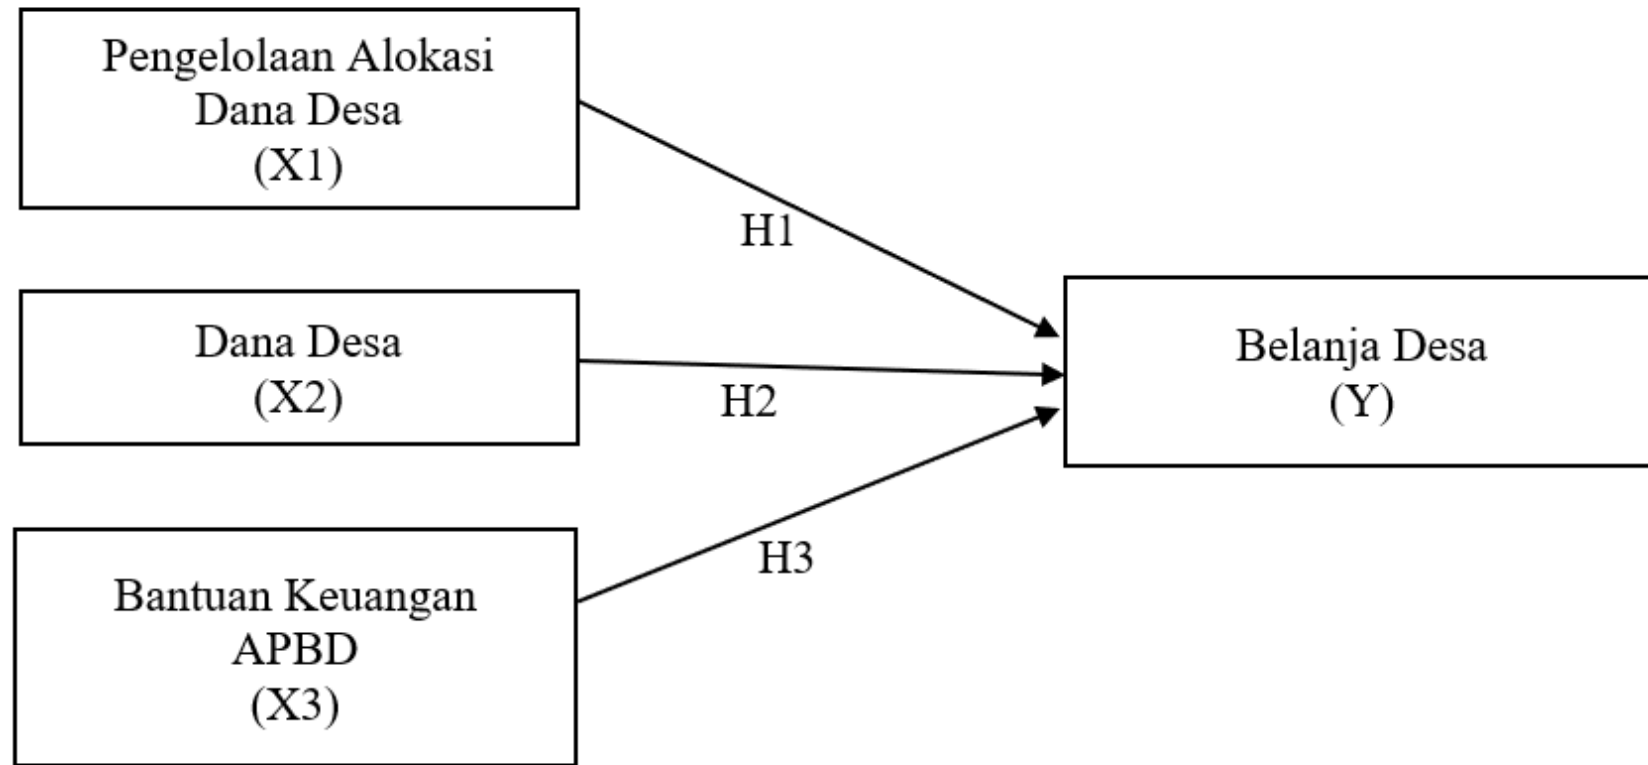 Pengelolaan Alokasi
Dana Desa
(X1)
H1
Dana Desa
(X2)
H2
Belanja Desa
(Y)
Bantuan Keuangan
APBD
(X3)
H3